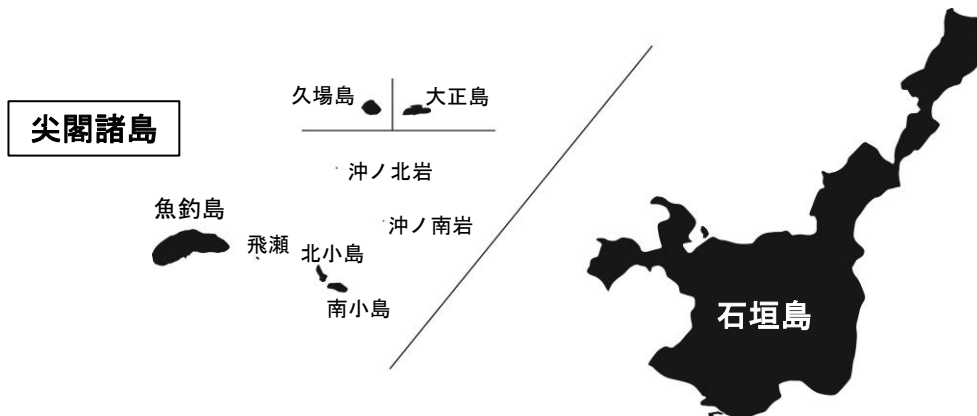 尖閣諸島
久場島
大正島
沖ノ北岩
魚釣島
沖ノ南岩
飛瀬
北小島
南小島
石垣島